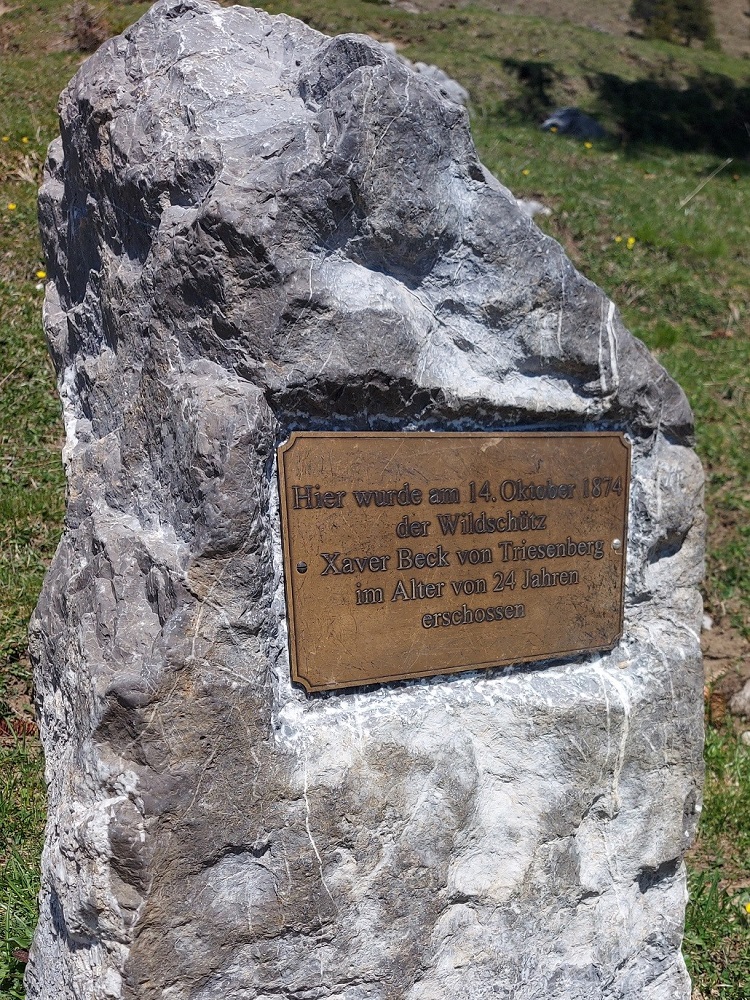 Hier wurde am 14. Oktober 1874
der Wildschütz
Xaver Beck von Triesenberg
im Alter von 24 Jahren
erschossen